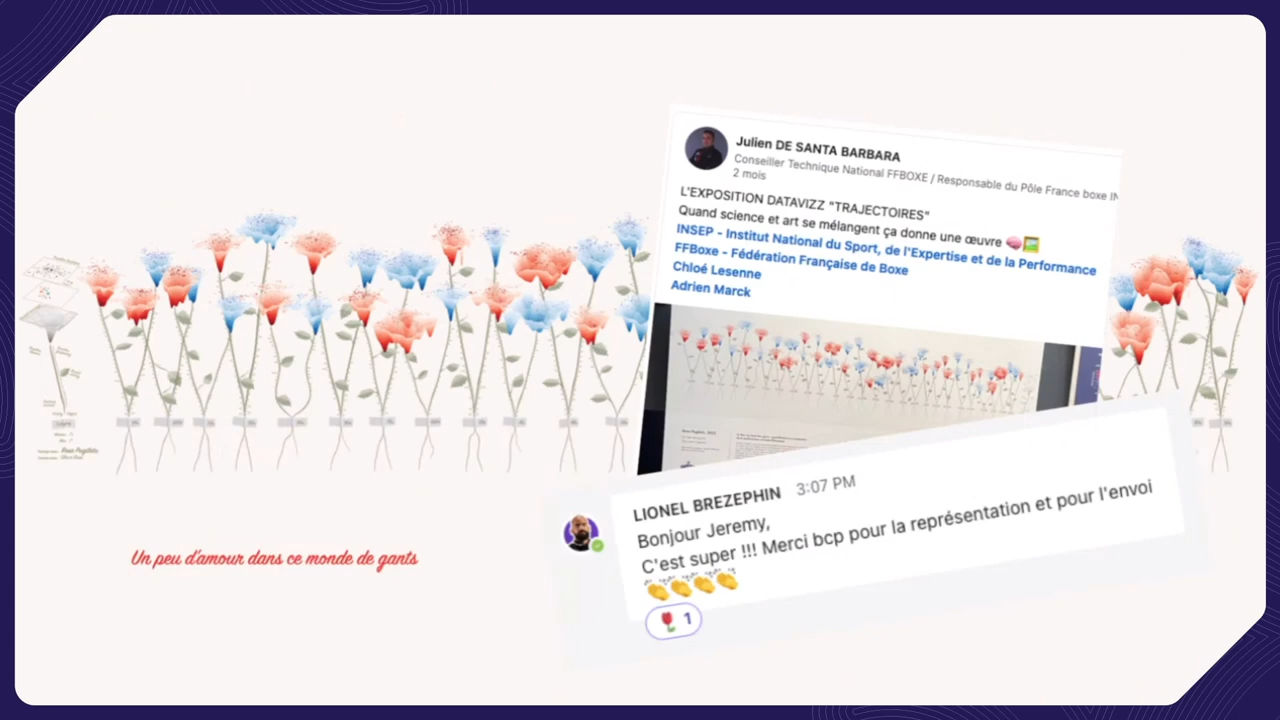 Julien DE SANTA BARBARA
Conseiller Technique National FFBOXE / Responsable du Pôle France boxe IN
2 mois
L'EXPOSITION DATAVIZZ "TRAJECTOIRES"
Quand science et art se mélangent ça donne une œuvre 🧠🖼️
INSEP - Institut National du Sport, de l'Expertise et de la Performance
FFBoxe - Fédération Française de Boxe
Chloé Lesenne
Adrien Marck
LIONEL BREZEPHIN 3:07 PM
Bonjour Jeremy,
C'est super !!! Merci bcp pour la représentation et pour l'envoi
👏👏👏👏
🌷 1
Un peu d'amour dans ce monde de gants